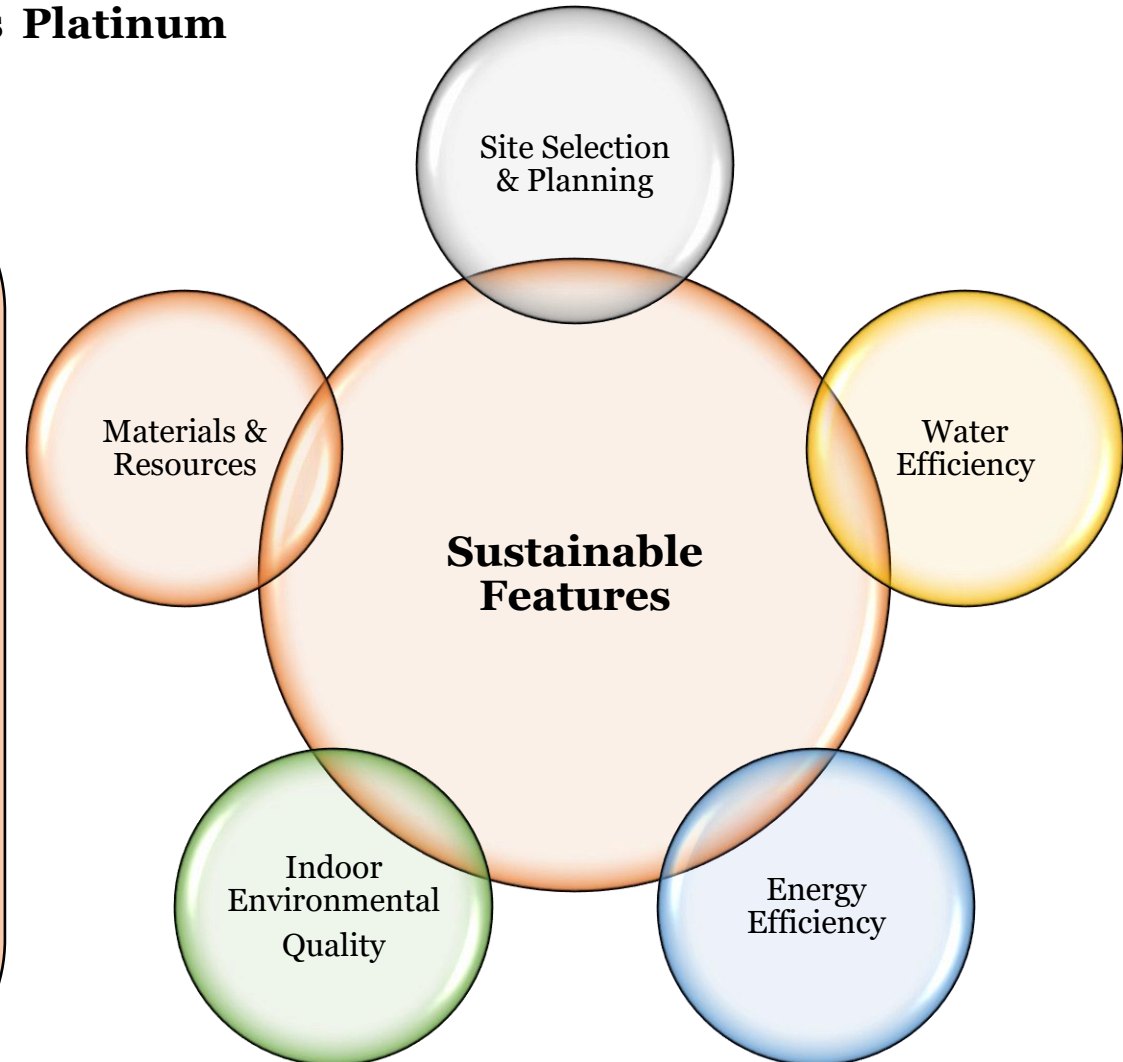 Platinum
Site Selection
& Planning
Materials &
Resources
Water
Efficiency
Sustainable
Features
Indoor
Environmental
Quality
Energy
Efficiency